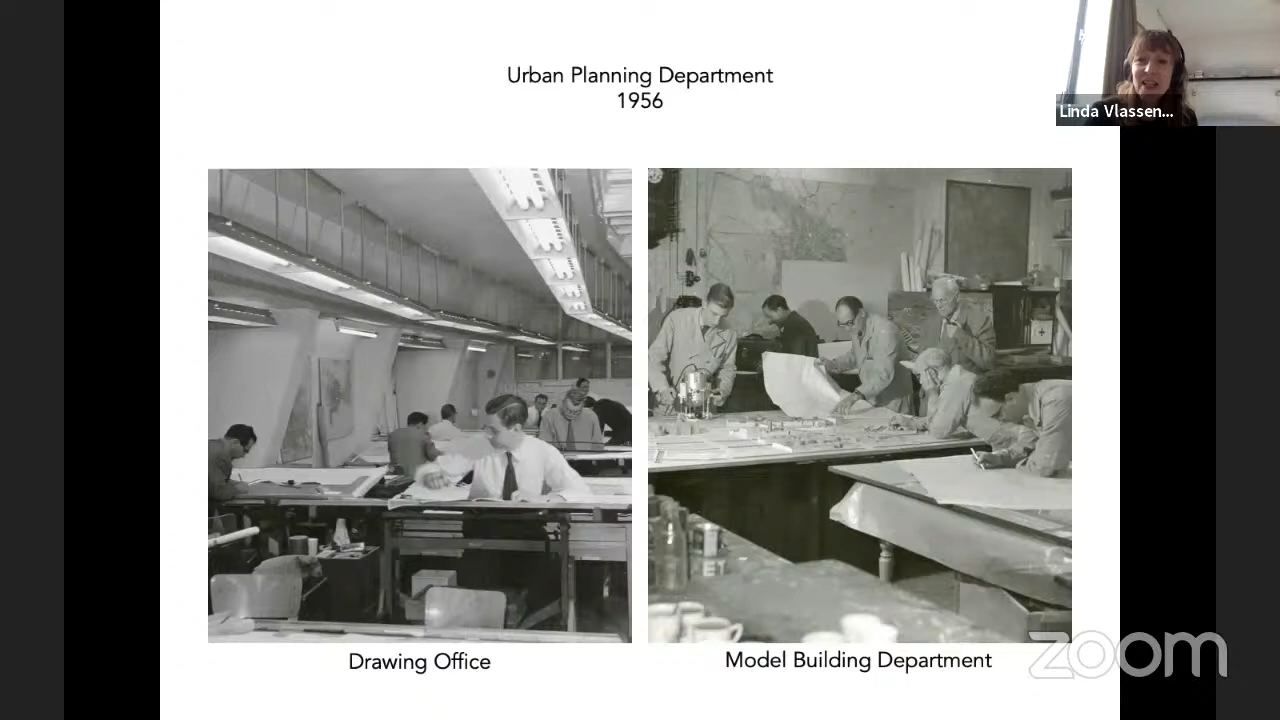 Urban Planning Department
1956
Linda Vlassen...
Drawing Office
Model Building Department
zoom